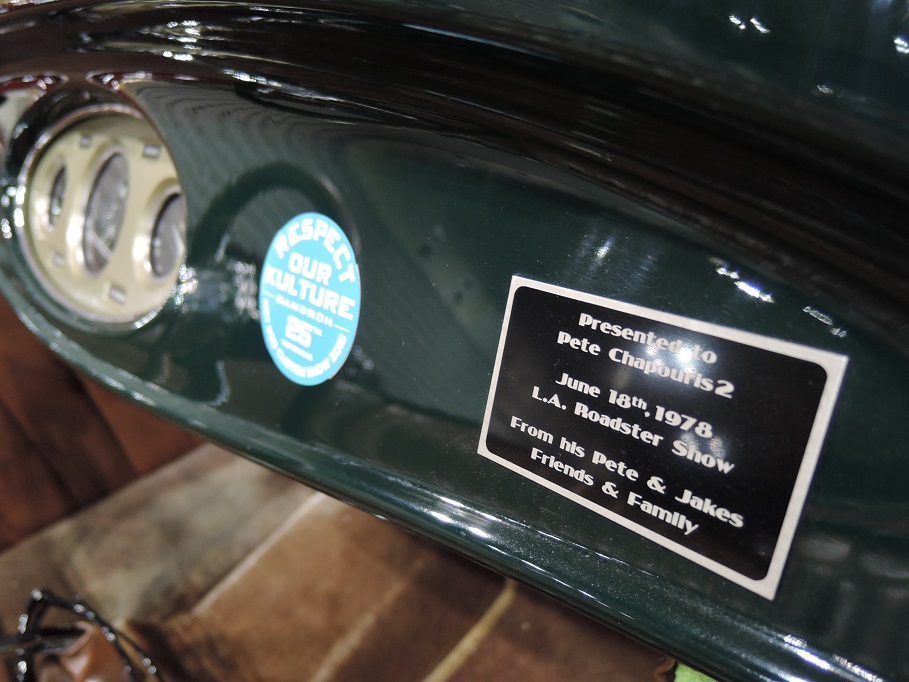 RESPECT
OUR
KULTURE
25TH
Presented to
Pete Chapouris 2
June 18th, 1978
L.A. Roadster Show
From his Pete & Jakes
Friends & Family